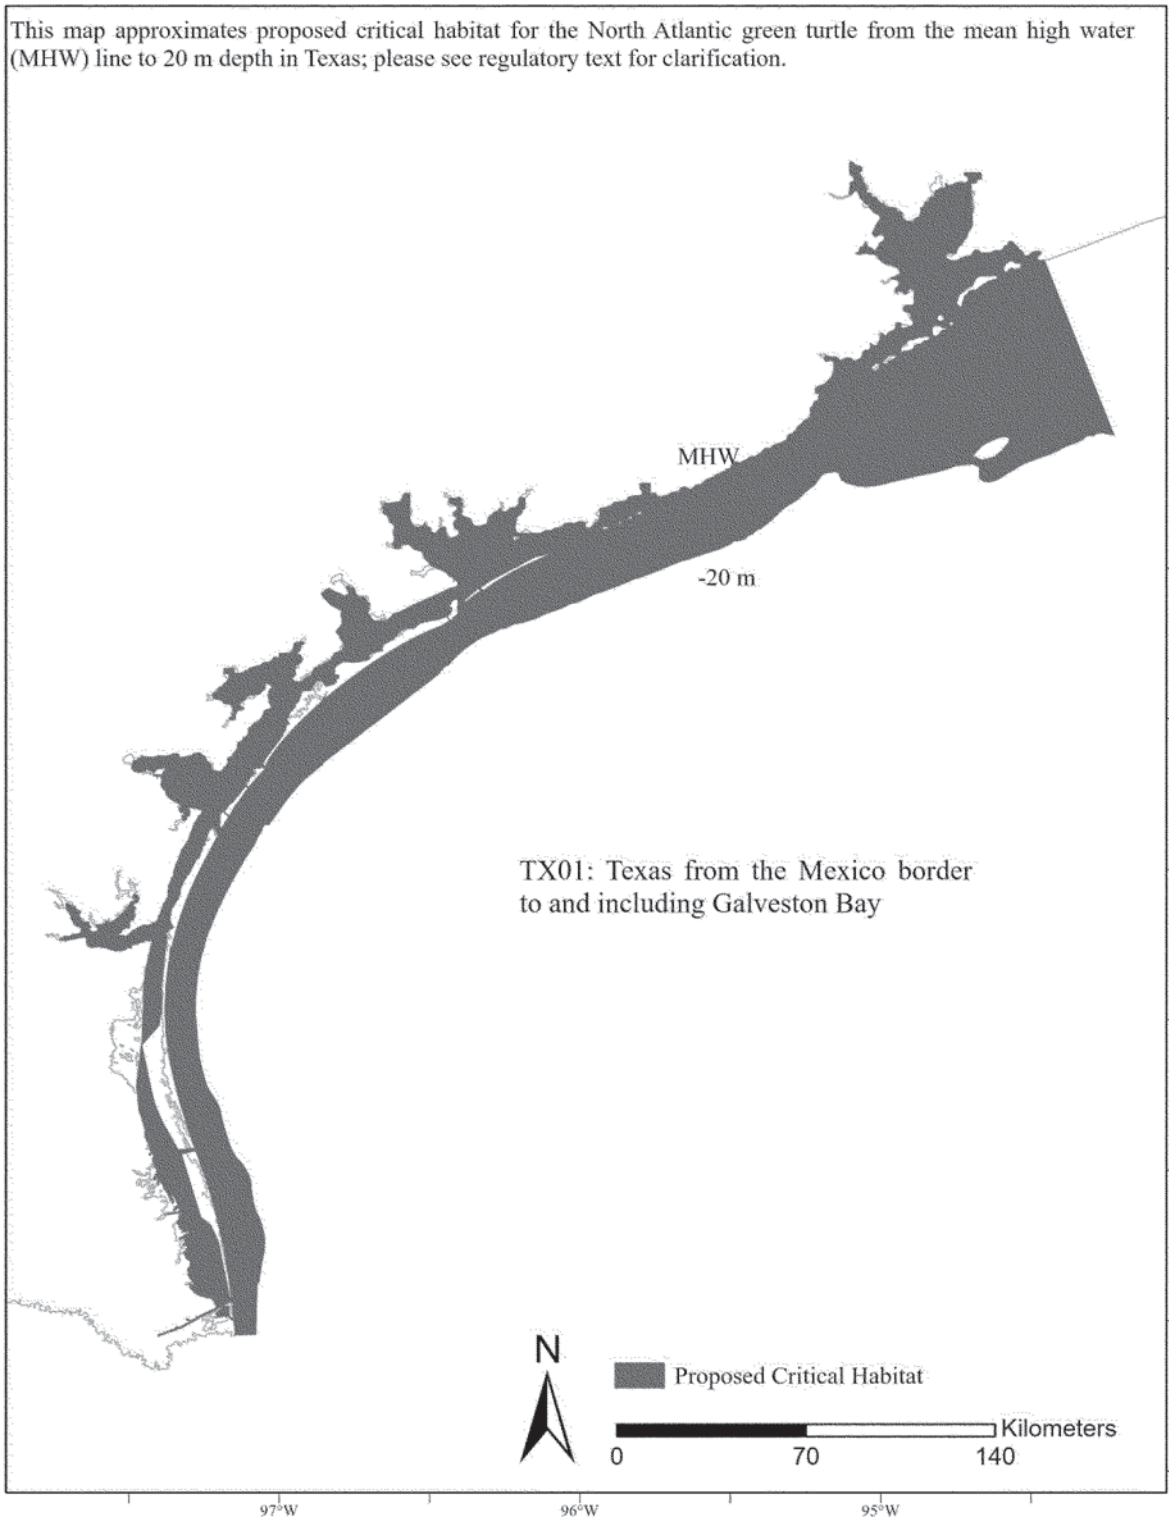 This map approximates proposed critical habitat for the North Atlantic green turtle from the mean high water
(MHW) line to 20 m depth in Texas; please see regulatory text for clarification.
MHW
-20 m
TX01: Texas from the Mexico border
to and including Galveston Bay
N
Proposed Critical Habitat
Kilometers
0 70 140
97°W 96°W 95°W